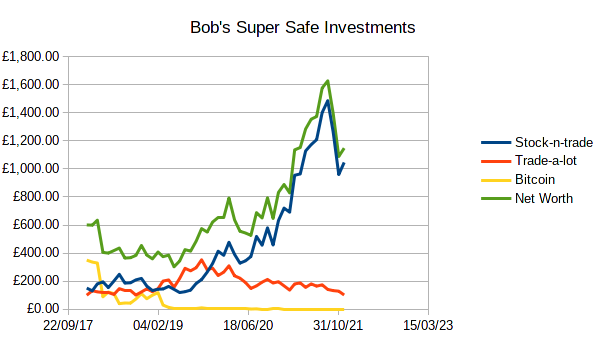 Bob's Super Safe Investments
£1,800.00
£1,600.00
£1,400.00
£1,200.00
£1,000.00
£800.00
£600.00
£400.00
£200.00
£0.00
22/09/17 04/02/19 18/06/20 31/10/21 15/03/23
Stock-n-trade
Trade-a-lot
Bitcoin
Net Worth